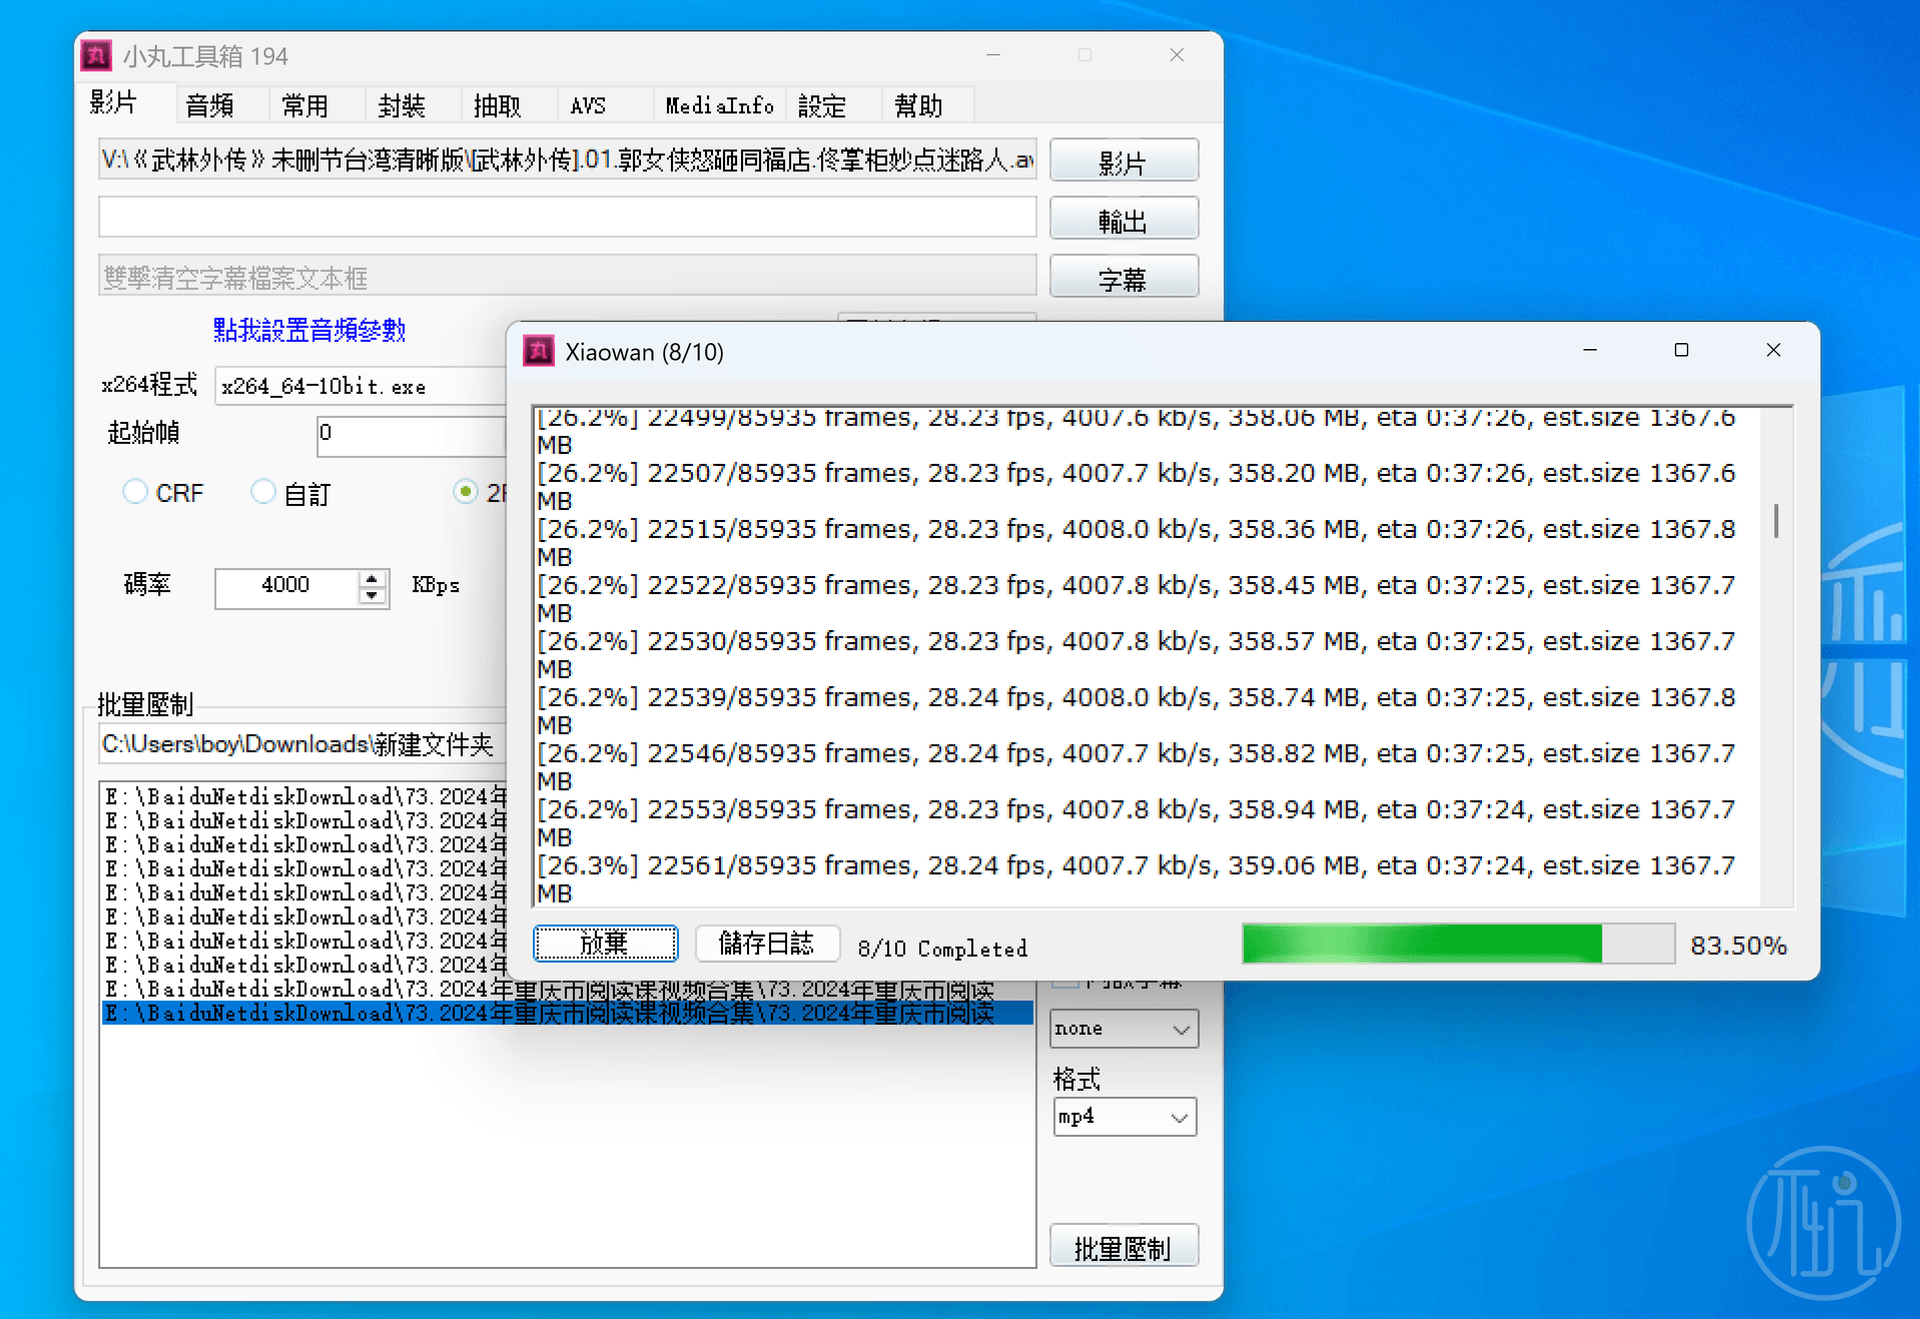 小丸工具箱 194
影片 音頻 常用 封裝 抽取 AVS MediaInfo 設定 幫助
V:\《武林外传》未删节台湾清晰版\[武林外传].01.郭女侠怒砸同福店.佟掌柜妙点迷路人.av
影片
輸出
雙擊清空字幕檔案文本框
字幕
點我設置音頻參數
x264程式 x264_64-10bit.exe
起始幀 0
CRF 自訂
碼率 4000 KBps
批量壓制
C:\Users\boy\Downloads\新建文件夹
E:\BaiduNetdiskDownload\73.2024年
E:\BaiduNetdiskDownload\73.2024年
E:\BaiduNetdiskDownload\73.2024年
E:\BaiduNetdiskDownload\73.2024年
E:\BaiduNetdiskDownload\73.2024年
E:\BaiduNetdiskDownload\73.2024年
E:\BaiduNetdiskDownload\73.2024年
E:\BaiduNetdiskDownload\73.2024年
E:\BaiduNetdiskDownload\73.2024年重庆市阅读课视频合集\73.2024年重庆市阅读
E:\BaiduNetdiskDownload\73.2024年重庆市阅读课视频合集\73.2024年重庆市阅读
none
格式
mp4
批量壓制
Xiaowan (8/10)
[26.2%] 22499/85935 frames, 28.23 fps, 4007.6 kb/s, 358.06 MB, eta 0:37:26, est.size 1367.6
MB
[26.2%] 22507/85935 frames, 28.23 fps, 4007.7 kb/s, 358.20 MB, eta 0:37:26, est.size 1367.6
MB
[26.2%] 22515/85935 frames, 28.23 fps, 4008.0 kb/s, 358.36 MB, eta 0:37:26, est.size 1367.8
MB
[26.2%] 22522/85935 frames, 28.23 fps, 4007.8 kb/s, 358.45 MB, eta 0:37:25, est.size 1367.7
MB
[26.2%] 22530/85935 frames, 28.23 fps, 4007.8 kb/s, 358.57 MB, eta 0:37:25, est.size 1367.7
MB
[26.2%] 22539/85935 frames, 28.24 fps, 4008.0 kb/s, 358.74 MB, eta 0:37:25, est.size 1367.8
MB
[26.2%] 22546/85935 frames, 28.24 fps, 4007.7 kb/s, 358.82 MB, eta 0:37:25, est.size 1367.7
MB
[26.2%] 22553/85935 frames, 28.23 fps, 4007.8 kb/s, 358.94 MB, eta 0:37:24, est.size 1367.7
MB
[26.3%] 22561/85935 frames, 28.24 fps, 4007.7 kb/s, 359.06 MB, eta 0:37:24, est.size 1367.7
MB
放棄 儲存日誌 8/10 Completed 83.50%